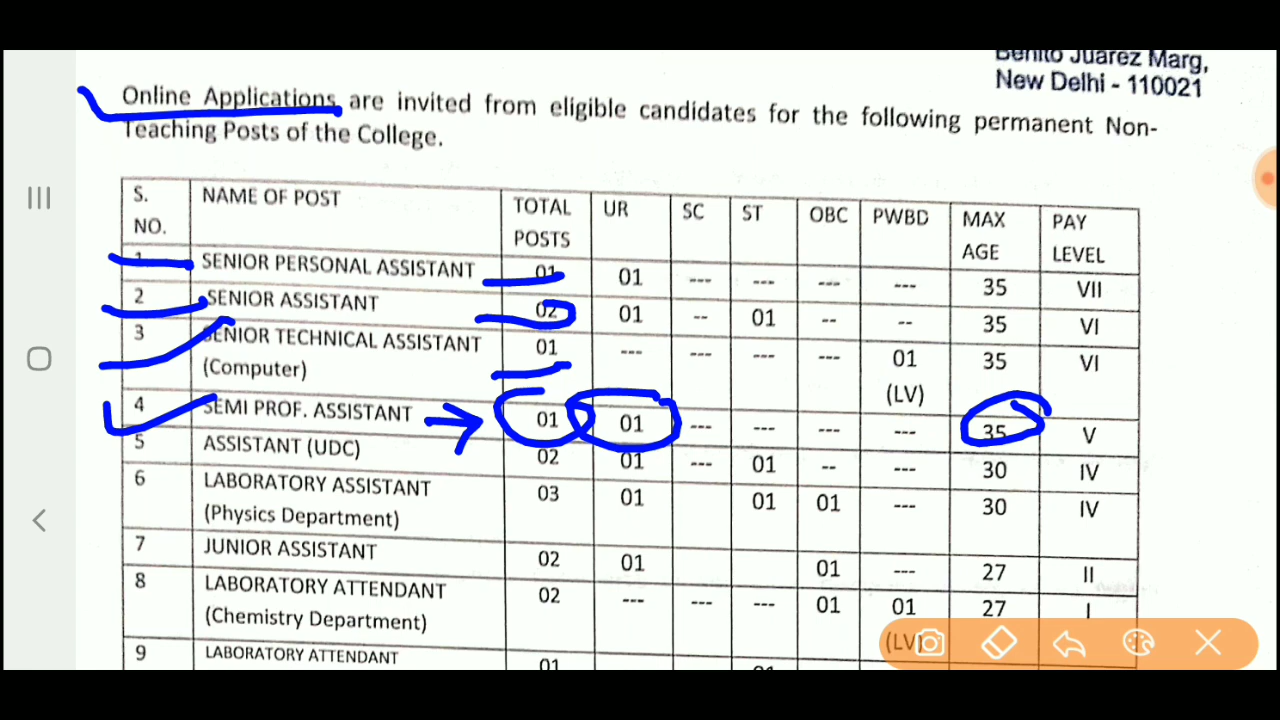 Benito Juarez Marg,
New Delhi - 110021
Online Applications are invited from eligible candidates for the following permanent Non-
Teaching Posts of the College.
S. NO. NAME OF POST TOTAL POSTS UR SC ST OBC PWBD MAX AGE PAY LEVEL
1 SENIOR PERSONAL ASSISTANT 01 01 --- --- --- --- 35 VII
2 SENIOR ASSISTANT 02 01 -- 01 -- -- 35 VI
3 SENIOR TECHNICAL ASSISTANT 01 --- --- --- --- 01 35 VI
(Computer) (LV)
4 SEMI PROF. ASSISTANT 01 01 --- --- --- --- 35 V
5 ASSISTANT (UDC) 02 01 --- 01 -- --- 30 IV
6 LABORATORY ASSISTANT 03 01 01 01 --- 30 IV
(Physics Department)
7 JUNIOR ASSISTANT 02 01 01 --- 27 II
8 LABORATORY ATTENDANT 02 --- --- --- 01 01 27 I
(Chemistry Department) (LV)
9 LABORATORY ATTENDANT 01 01